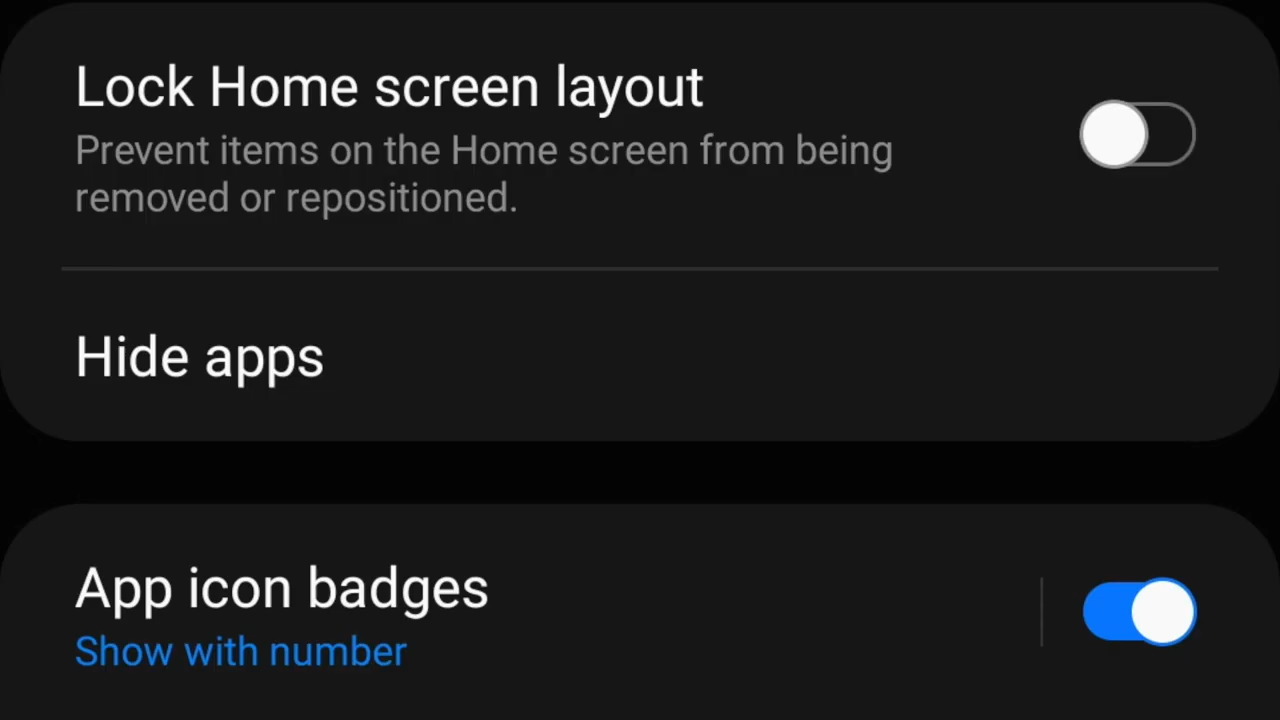 Lock Home screen layout
Prevent items on the Home screen from being
removed or repositioned.
Hide apps
App icon badges
Show with number